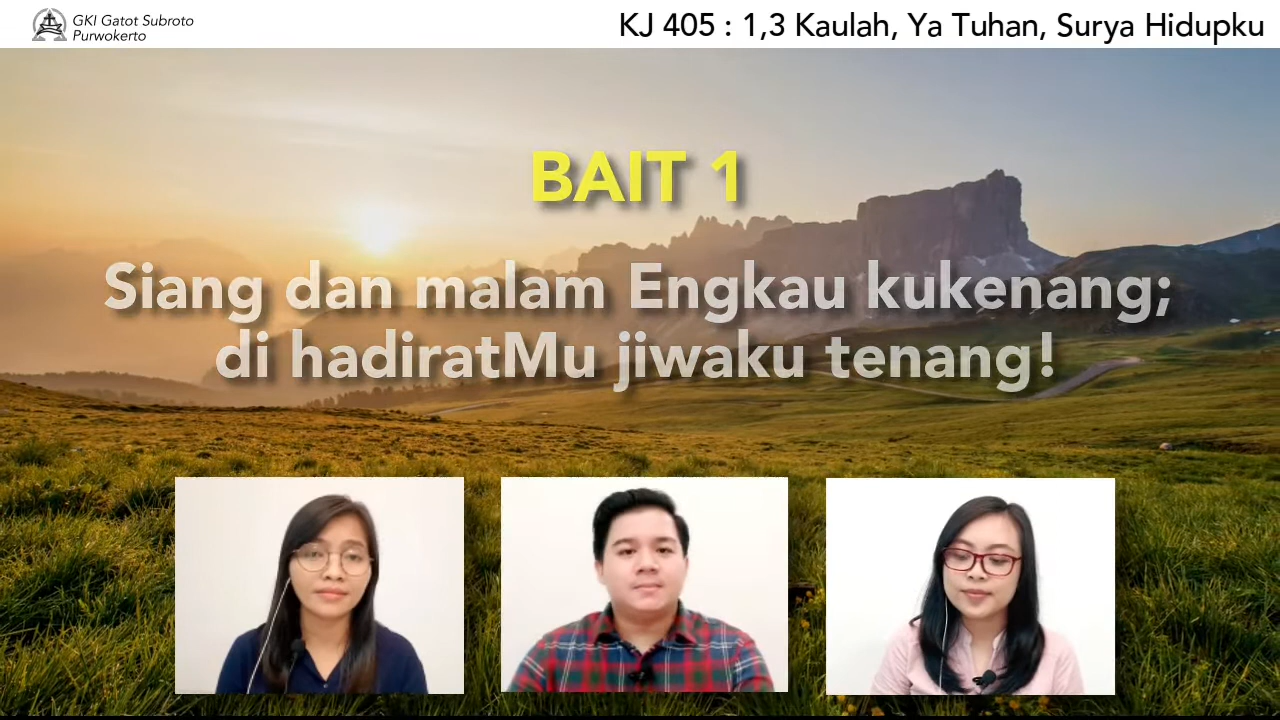 GKI Gatot Subroto
Purwokerto
KJ 405 : 1,3 Kaulah, Ya Tuhan, Surya Hidupku
BAIT 1
Siang dan malam Engkau kukenang;
di hadiratMu jiwaku tenang!